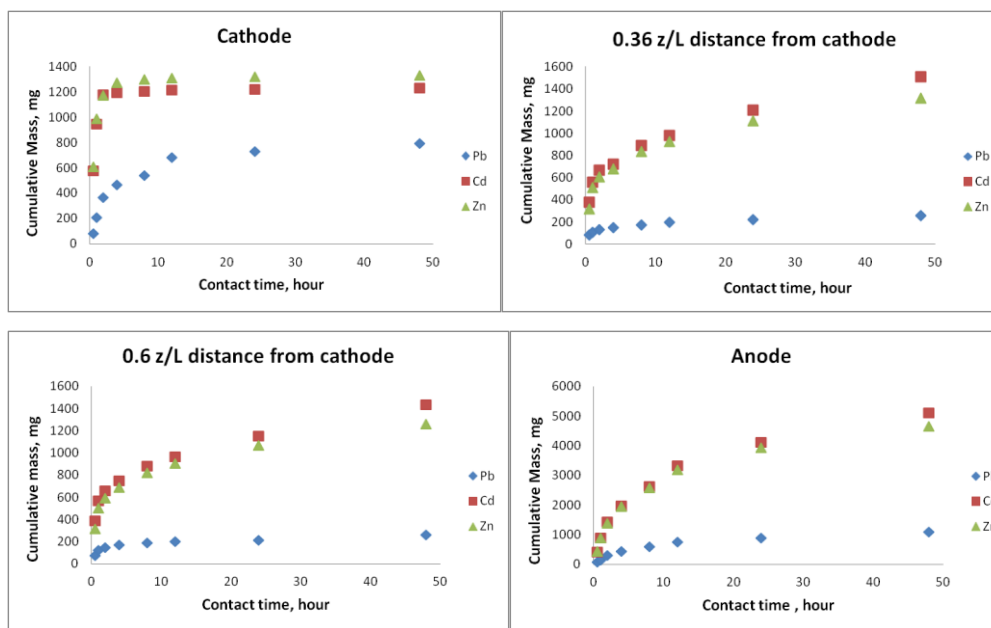 Cathode
Cumulative Mass, mg
1400
1200
1000
800
600
400
200
0
0 10 20 30 40 50
Contact time, hour
Pb
Cd
Zn
0.36 z/L distance from cathode
Cumulative Mass, mg
1600
1400
1200
1000
800
600
400
200
0
0 10 20 30 40 50
Contact time, hour
Pb
Cd
Zn
0.6 z/L distance from cathode
Cumulative mass, mg
1600
1400
1200
1000
800
600
400
200
0
0 10 20 30 40 50
Contact time, hour
Pb
Cd
Zn
Anode
Cumulative Mass, mg
6000
5000
4000
3000
2000
1000
0
0 10 20 30 40 50
Contact time , hour
Zn